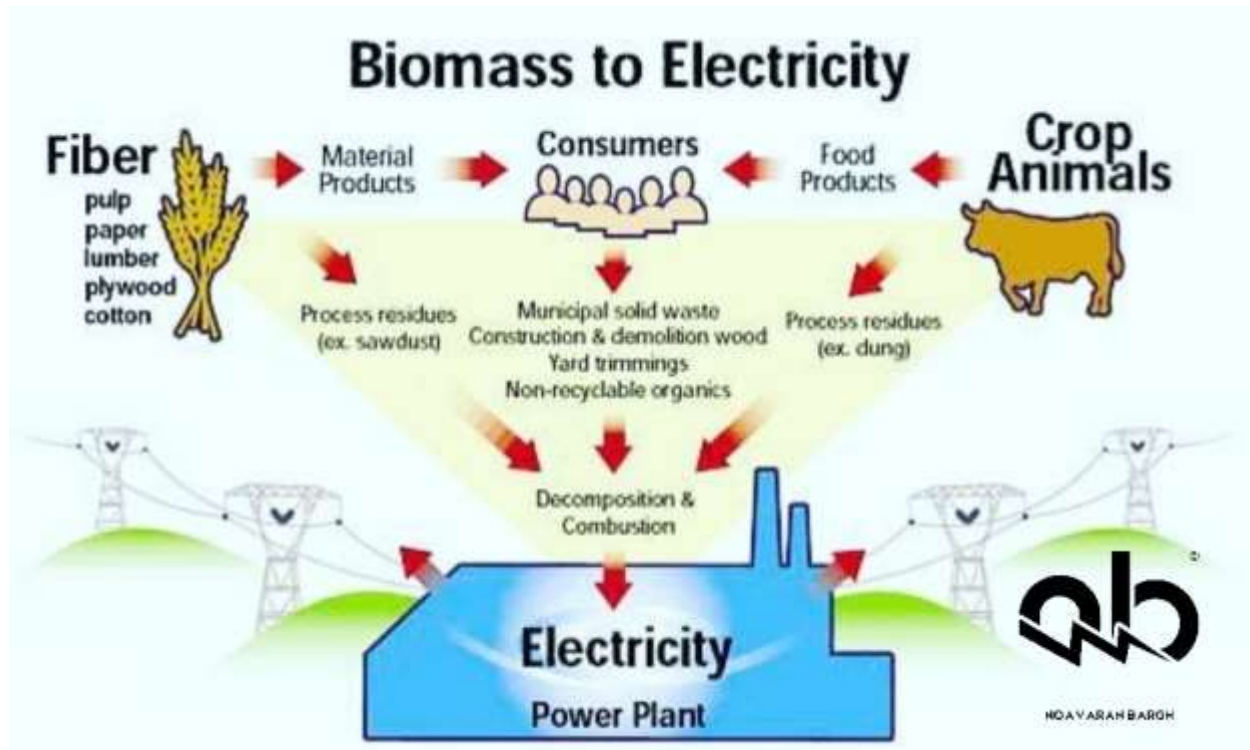 Biomass to Electricity
Fiber
pulp
paper
lumber
plywood
cotton
Material
Products
Consumers
Food
Products
Crop
Animals
Process residues
(ex. sawdust)
Municipal solid waste
Construction & demolition wood
Yard trimmings
Non-recyclable organics
Process residues
(ex. dung)
Decomposition &
Combustion
Electricity
Power Plant
NOAVARAN BARGH